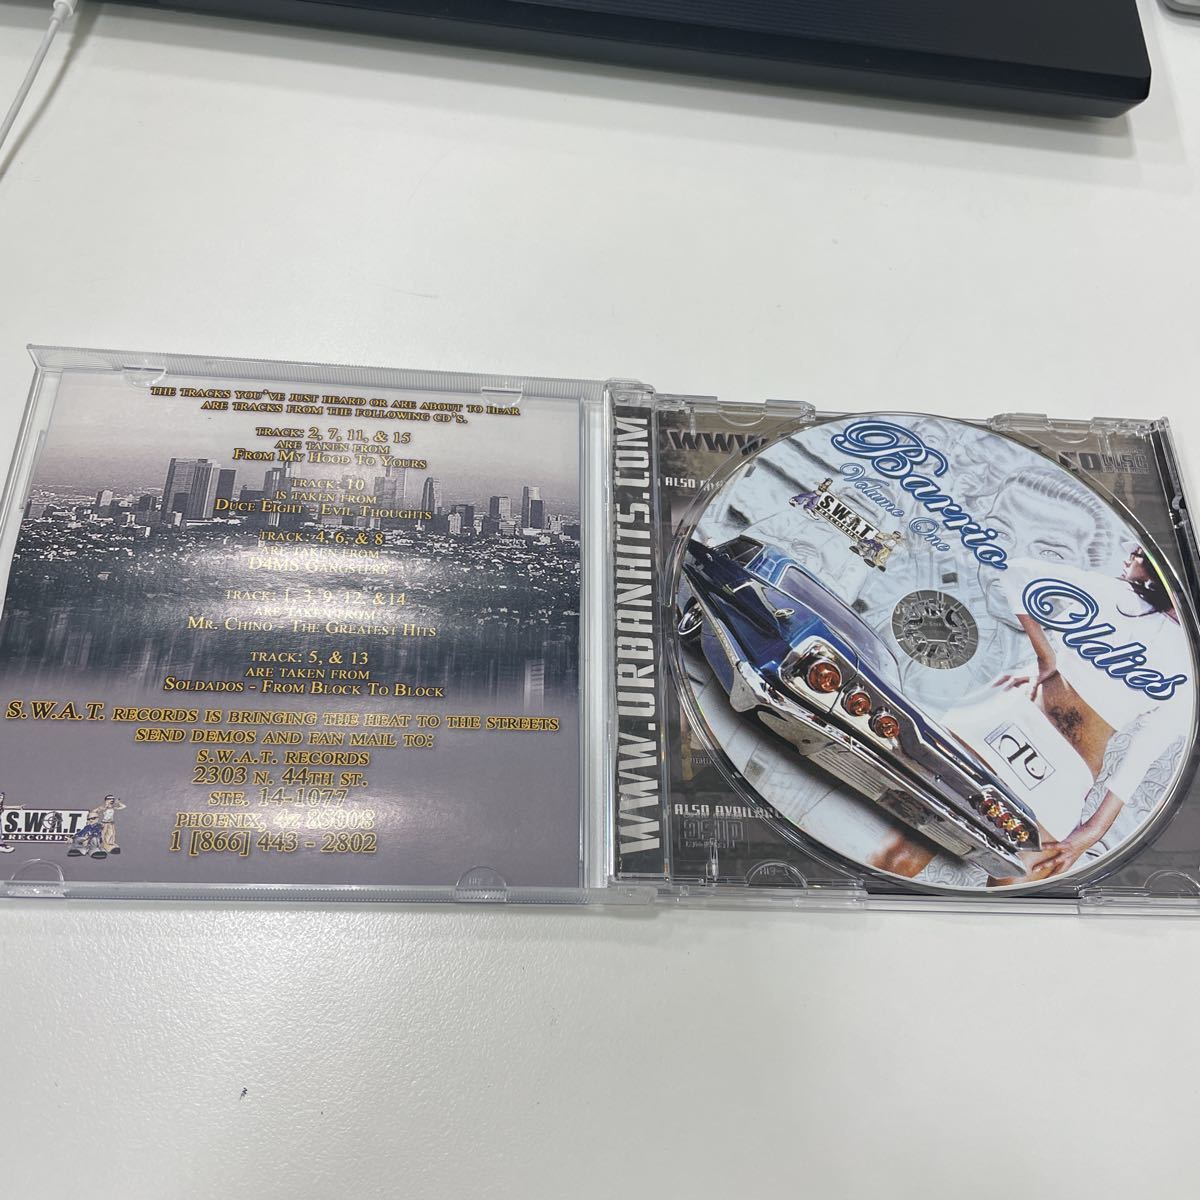 THE TRACKS YOU'VE JUST HEARD OR ARE ABOUT TO HEAR
ARE TRACKS FROM THE FOLLOWING CD'S.
TRACK: 2, 7, 11, & 15
ARE TAKEN FROM
FROM MY HOOD TO YOURS
TRACK: 10
IS TAKEN FROM
DUCE EIGHT - EVIL THOUGHTS
TRACK: 4, 6, & 8
ARE TAKEN FROM
D4MS GANGSTERS
TRACK: 1, 3, 9, 12, &14
ARE TAKEN FROM
MR. CHINO - THE GREATEST HITS
TRACK: 5, & 13
ARE TAKEN FROM
SOLDADOS - FROM BLOCK TO BLOCK
S.W.A.T. RECORDS IS BRINGING THE HEAT TO THE STREETS
SEND DEMOS AND FAN MAIL TO:
S.W.A.T. RECORDS
2303 N. 44TH ST.
STE. 14-1077
PHOENIX, AZ 85008
1 [866] 443 - 2802
S.W.A.T.
RECORDS
WWW.URBANHITS.COM
Barrio Oldies
Volume One
S.W.A.T.
RECORDS
WWW
ALSO
ALSO AVAILABLE
disc